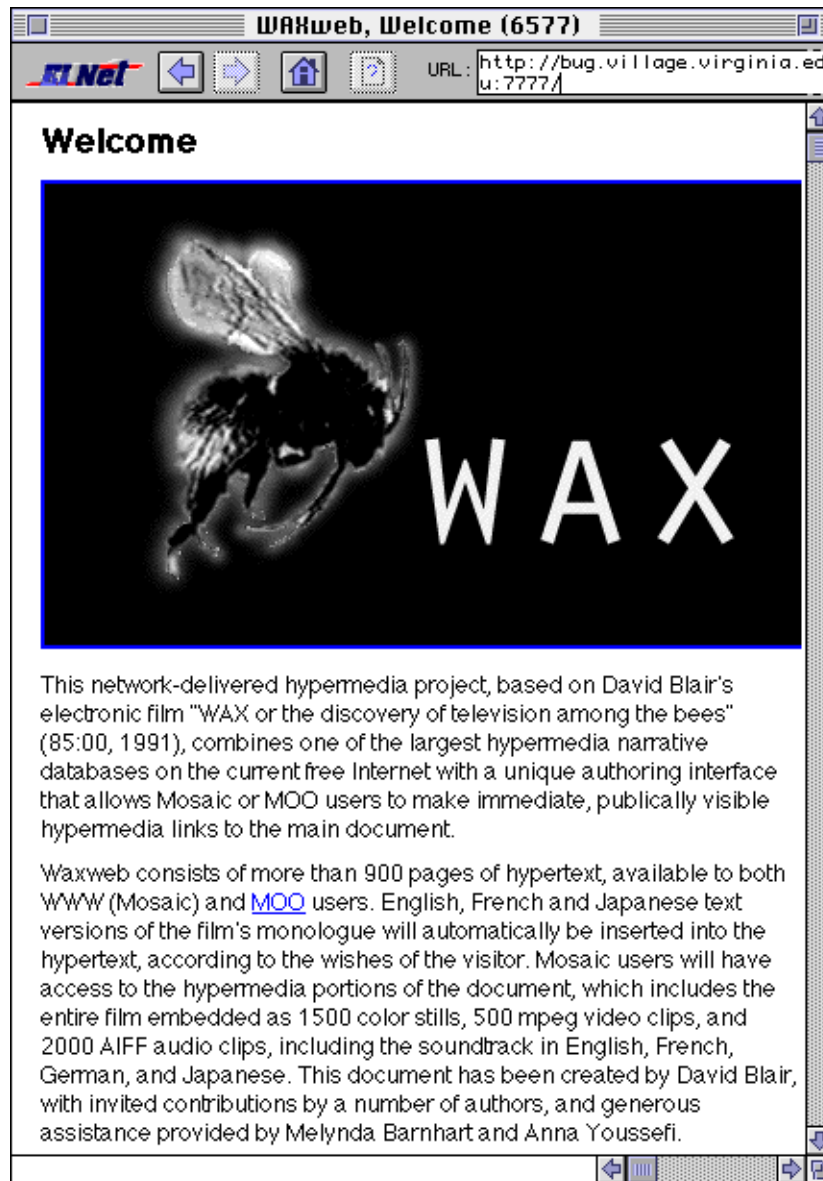 WAXweb, Welcome (6577)
EINet
URL: http://bug.village.virginia.ed
u:7777/
Welcome
WAX
This network-delivered hypermedia project, based on David Blair's
electronic film "WAX or the discovery of television among the bees"
(85:00, 1991), combines one of the largest hypermedia narrative
databases on the current free Internet with a unique authoring interface
that allows Mosaic or MOO users to make immediate, publically visible
hypermedia links to the main document.
Waxweb consists of more than 900 pages of hypertext, available to both
WWW (Mosaic) and MOO users. English, French and Japanese text
versions of the film's monologue will automatically be inserted into the
hypertext, according to the wishes of the visitor. Mosaic users will have
access to the hypermedia portions of the document, which includes the
entire film embedded as 1500 color stills, 500 mpeg video clips, and
2000 AIFF audio clips, including the soundtrack in English, French,
German, and Japanese. This document has been created by David Blair,
with invited contributions by a number of authors, and generous
assistance provided by Melynda Barnhart and Anna Youssefi.